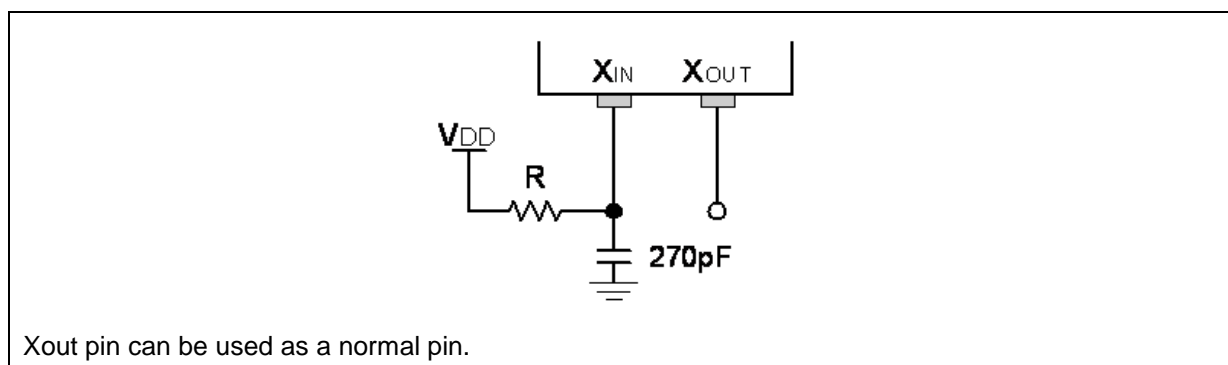 XIN XOUT
VDD
R
270pF
Xout pin can be used as a normal pin.